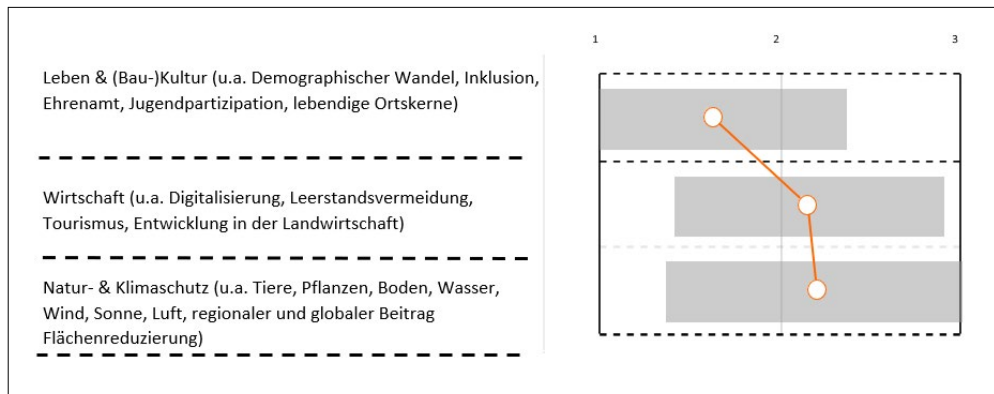 1 2 3
Leben & (Bau-)Kultur (u.a. Demographischer Wandel, Inklusion,
Ehrenamt, Jugendpartizipation, lebendige Ortskerne)
Wirtschaft (u.a. Digitalisierung, Leerstandsvermeidung,
Tourismus, Entwicklung in der Landwirtschaft)
Natur- & Klimaschutz (u.a. Tiere, Pflanzen, Boden, Wasser,
Wind, Sonne, Luft, regionaler und globaler Beitrag
Flächenreduzierung)